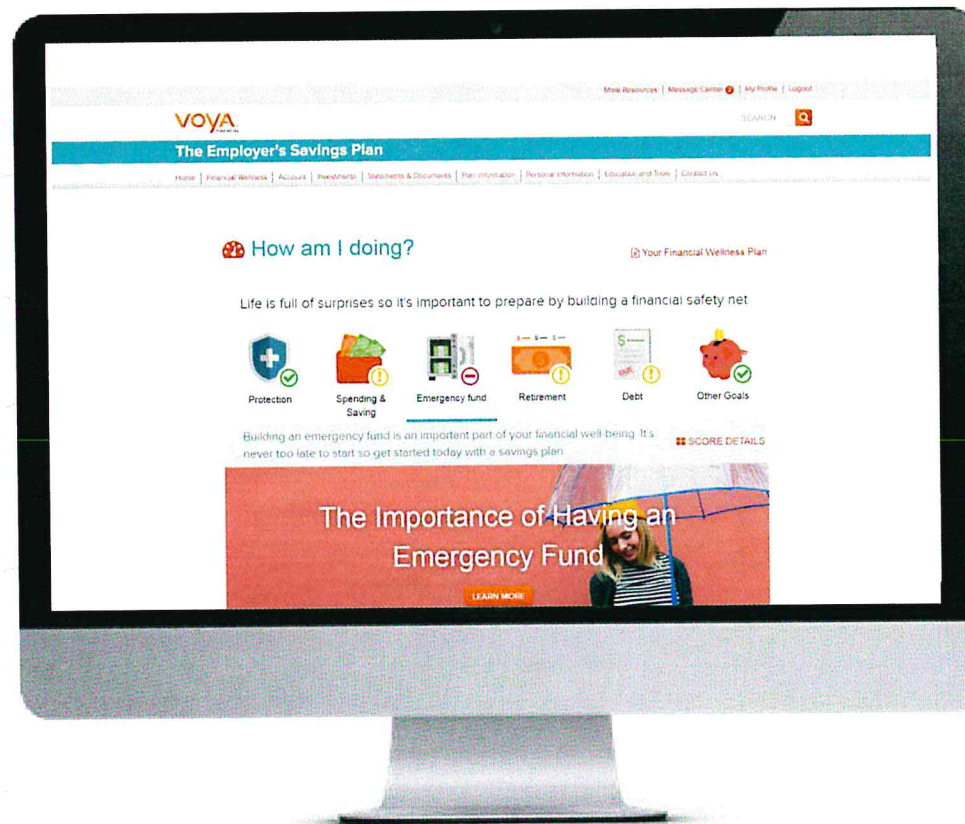 More Resources | Message Center 2 | My Profile | Logout
VOYA
FINANCIAL
SEARCH
The Employer's Savings Plan
Home | Financial Wellness | Account | Investments | Statements & Documents | Plan Information | Personal Information | Education and Tools | Contact Us
How am I doing?
Your Financial Wellness Plan
Life is full of surprises so it's important to prepare by building a financial safety net
Protection
Spending & Saving
Emergency fund
Retirement
DUE
Debt
Other Goals
Building an emergency fund is an important part of your financial well-being. It's
never too late to start so get started today with a savings plan.
SCORE DETAILS
The Importance of Having an
Emergency Fund
LEARN MORE